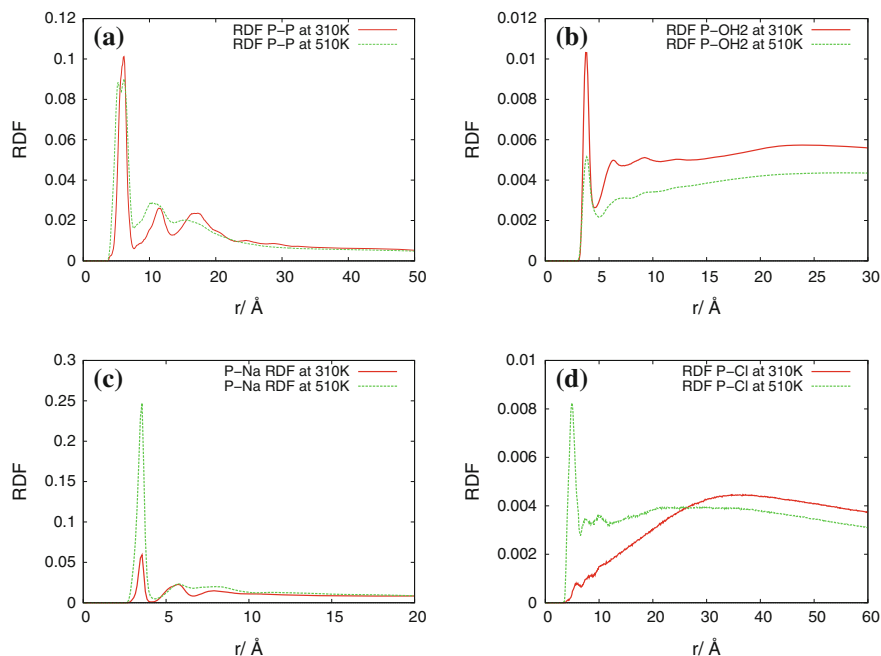 (a)
RDF P-P at 310K
RDF P-P at 510K
0.12
0.1
0.08
0.06
0.04
0.02
0
RDF
0 10 20 30 40 50
r/ Å
(b)
RDF P-OH2 at 310K
RDF P-OH2 at 510K
0.012
0.01
0.008
0.006
0.004
0.002
0
RDF
0 5 10 15 20 25 30
r/ Å
(c)
P-Na RDF at 310K
P-Na RDF at 510K
0.3
0.25
0.2
0.15
0.1
0.05
0
RDF
0 5 10 15 20
r/ Å
(d)
RDF P-Cl at 310K
RDF P-Cl at 510K
0.01
0.008
0.006
0.004
0.002
0
RDF
0 10 20 30 40 50 60
r/ Å